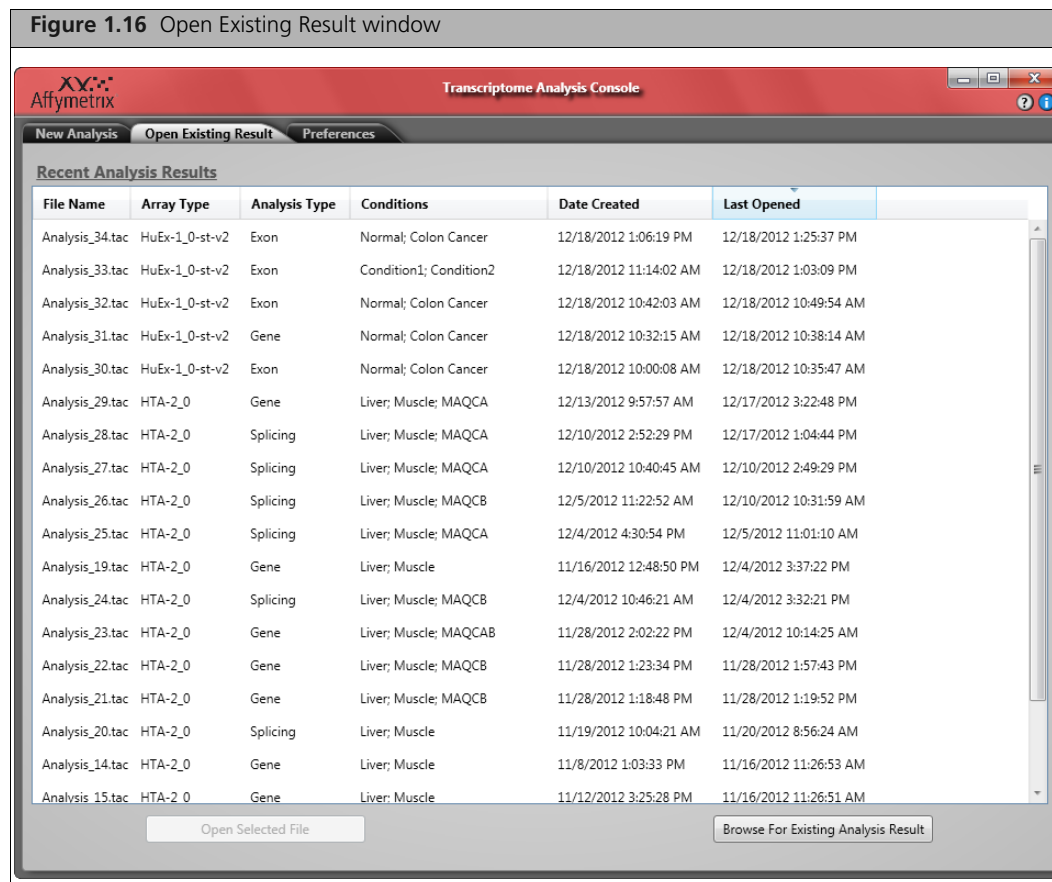 Figure 1.16 Open Existing Result window
Affymetrix
Transcriptome Analysis Console
New Analysis Open Existing Result Preferences
Recent Analysis Results
File Name Array Type Analysis Type Conditions Date Created Last Opened
Analysis_34.tac HuEx-1_0-st-v2 Exon Normal; Colon Cancer 12/18/2012 1:06:19 PM 12/18/2012 1:25:37 PM
Analysis_33.tac HuEx-1_0-st-v2 Exon Condition1; Condition2 12/18/2012 11:14:02 AM 12/18/2012 1:03:09 PM
Analysis_32.tac HuEx-1_0-st-v2 Exon Normal; Colon Cancer 12/18/2012 10:42:03 AM 12/18/2012 10:49:54 AM
Analysis_31.tac HuEx-1_0-st-v2 Gene Normal; Colon Cancer 12/18/2012 10:32:15 AM 12/18/2012 10:38:14 AM
Analysis_30.tac HuEx-1_0-st-v2 Exon Normal; Colon Cancer 12/18/2012 10:00:08 AM 12/18/2012 10:35:47 AM
Analysis_29.tac HTA-2_0 Gene Liver; Muscle; MAQCA 12/13/2012 9:57:57 AM 12/17/2012 3:22:48 PM
Analysis_28.tac HTA-2_0 Splicing Liver; Muscle; MAQCA 12/10/2012 2:52:29 PM 12/17/2012 1:04:44 PM
Analysis_27.tac HTA-2_0 Splicing Liver; Muscle; MAQCA 12/10/2012 10:40:45 AM 12/10/2012 2:49:29 PM
Analysis_26.tac HTA-2_0 Splicing Liver; Muscle; MAQCB 12/5/2012 11:22:52 AM 12/10/2012 10:31:59 AM
Analysis_25.tac HTA-2_0 Splicing Liver; Muscle; MAQCA 12/4/2012 4:30:54 PM 12/5/2012 11:01:10 AM
Analysis_19.tac HTA-2_0 Gene Liver; Muscle 11/16/2012 12:48:50 PM 12/4/2012 3:37:22 PM
Analysis_24.tac HTA-2_0 Splicing Liver; Muscle; MAQCB 12/4/2012 10:46:21 AM 12/4/2012 3:32:21 PM
Analysis_23.tac HTA-2_0 Gene Liver; Muscle; MAQCAB 11/28/2012 2:02:22 PM 12/4/2012 10:14:25 AM
Analysis_22.tac HTA-2_0 Gene Liver; Muscle; MAQCB 11/28/2012 1:23:34 PM 11/28/2012 1:57:43 PM
Analysis_21.tac HTA-2_0 Gene Liver; Muscle; MAQCB 11/28/2012 1:18:48 PM 11/28/2012 1:19:52 PM
Analysis_20.tac HTA-2_0 Splicing Liver; Muscle 11/19/2012 10:04:21 AM 11/20/2012 8:56:24 AM
Analysis_14.tac HTA-2_0 Gene Liver; Muscle 11/8/2012 1:03:33 PM 11/16/2012 11:26:53 AM
Analysis_15.tac HTA-2_0 Gene Liver; Muscle 11/12/2012 3:25:28 PM 11/16/2012 11:26:51 AM
Open Selected File Browse For Existing Analysis Result